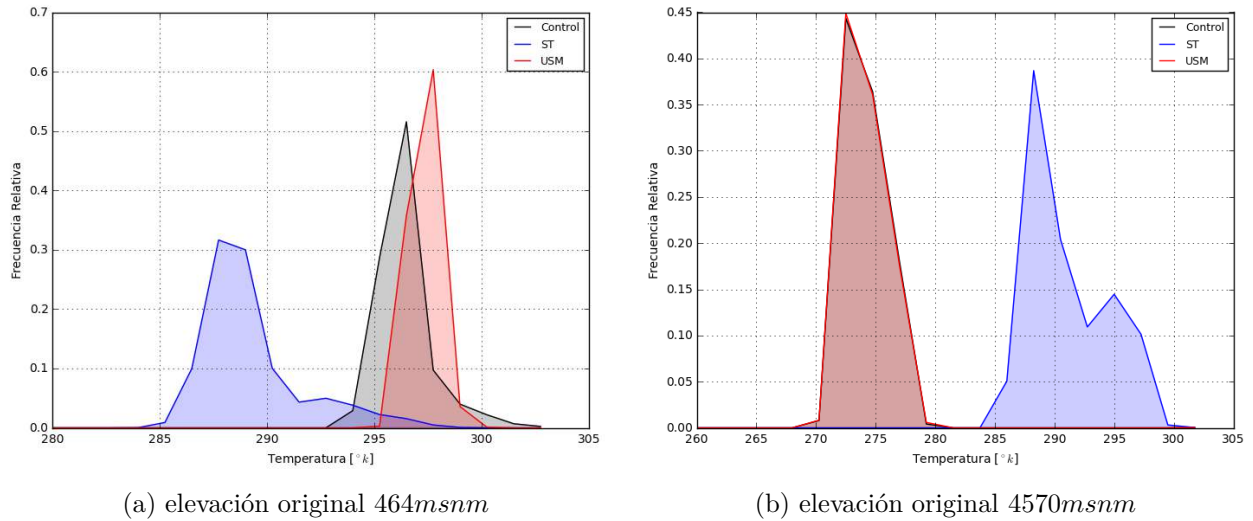 0.7
0.6
0.5
0.4
0.3
0.2
0.1
0.0
Frecuencia Relativa
280
285
290
295
300
305
Temperatura [°k]
Control
ST
USM
(a) elevación original 464msnm
0.45
0.40
0.35
0.30
0.25
0.20
0.15
0.10
0.05
0.00
Frecuencia Relativa
260
265
270
275
280
285
290
295
300
305
Temperatura [°k]
Control
ST
USM
(b) elevación original 4570msnm